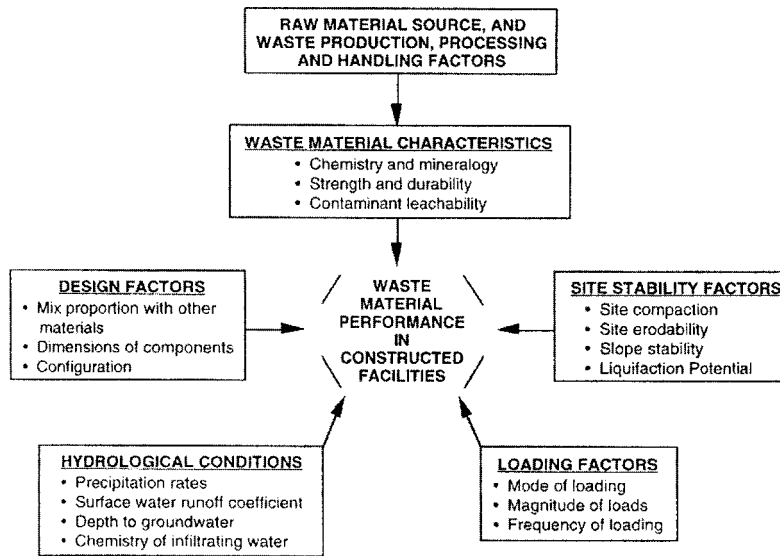 RAW MATERIAL SOURCE, AND
WASTE PRODUCTION, PROCESSING
AND HANDLING FACTORS
WASTE MATERIAL CHARACTERISTICS
• Chemistry and mineralogy
• Strength and durability
• Contaminant leachability
DESIGN FACTORS
• Mix proportion with other
materials
• Dimensions of components
• Configuration
WASTE
MATERIAL
PERFORMANCE
IN
CONSTRUCTED
FACILITIES
SITE STABILITY FACTORS
• Site compaction
• Site erodability
• Slope stability
• Liquifaction Potential
HYDROLOGICAL CONDITIONS
• Precipitation rates
• Surface water runoff coefficient
• Depth to groundwater
• Chemistry of infiltrating water
LOADING FACTORS
• Mode of loading
• Magnitude of loads
• Frequency of loading